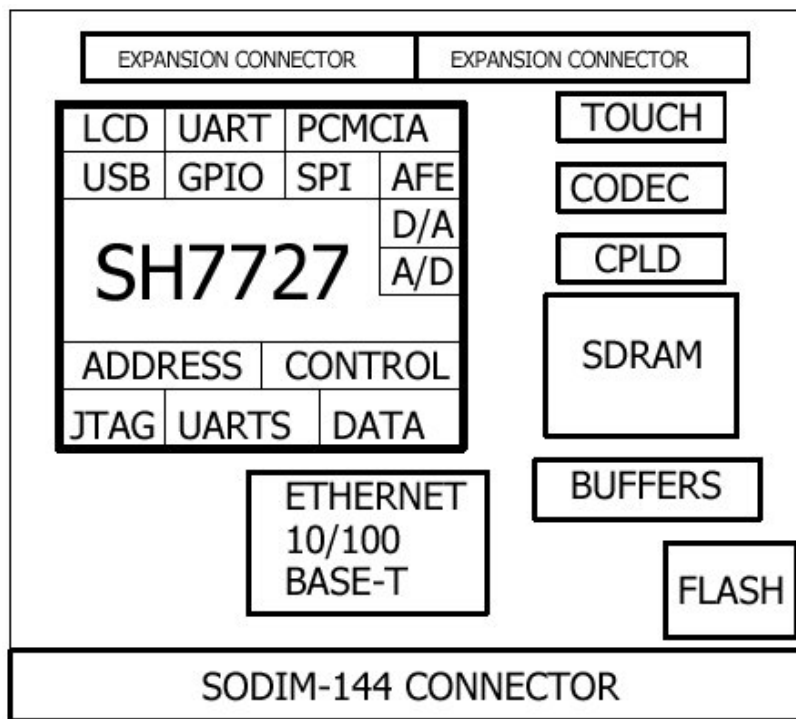 EXPANSION CONNECTOR EXPANSION CONNECTOR
LCD UART PCMCIA
TOUCH
USB GPIO SPI AFE
CODEC
D/A
SH7727
A/D
CPLD
SDRAM
ADDRESS CONTROL
JTAG UARTS DATA
BUFFERS
ETHERNET
10/100
BASE-T
FLASH
SODIM-144 CONNECTOR